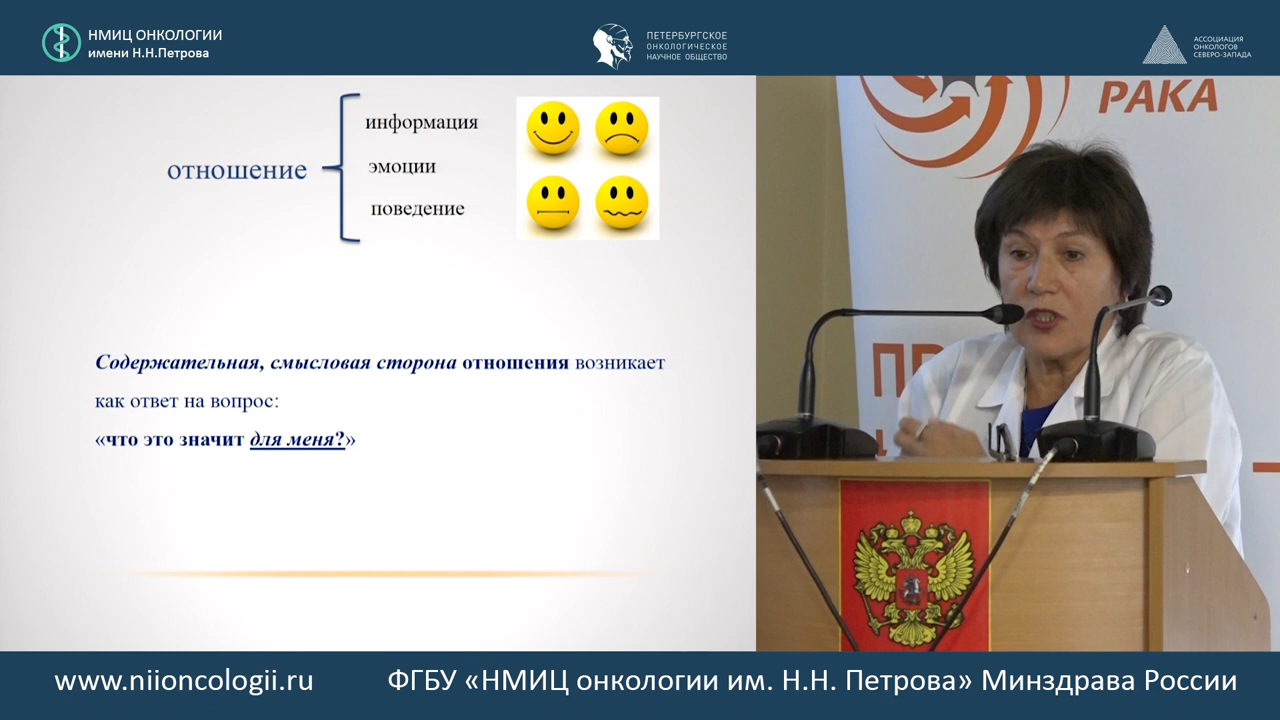 НМИЦ ОНКОЛОГИИ
имени Н.Н.Петрова
ПЕТЕРБУРГСКОЕ
ОНКОЛОГИЧЕСКОЕ
НАУЧНОЕ ОБЩЕСТВО
АССОЦИАЦИЯ
ОНКОЛОГОВ
СЕВЕРО-ЗАПАДА
отношение
информация
эмоции
поведение
Содержательная, смысловая сторона отношения возникает
как ответ на вопрос:
«что это значит для меня?»
РАКА
www.niioncologii.ru
ФГБУ «НМИЦ онкологии им. Н.Н. Петрова» Минздрава России